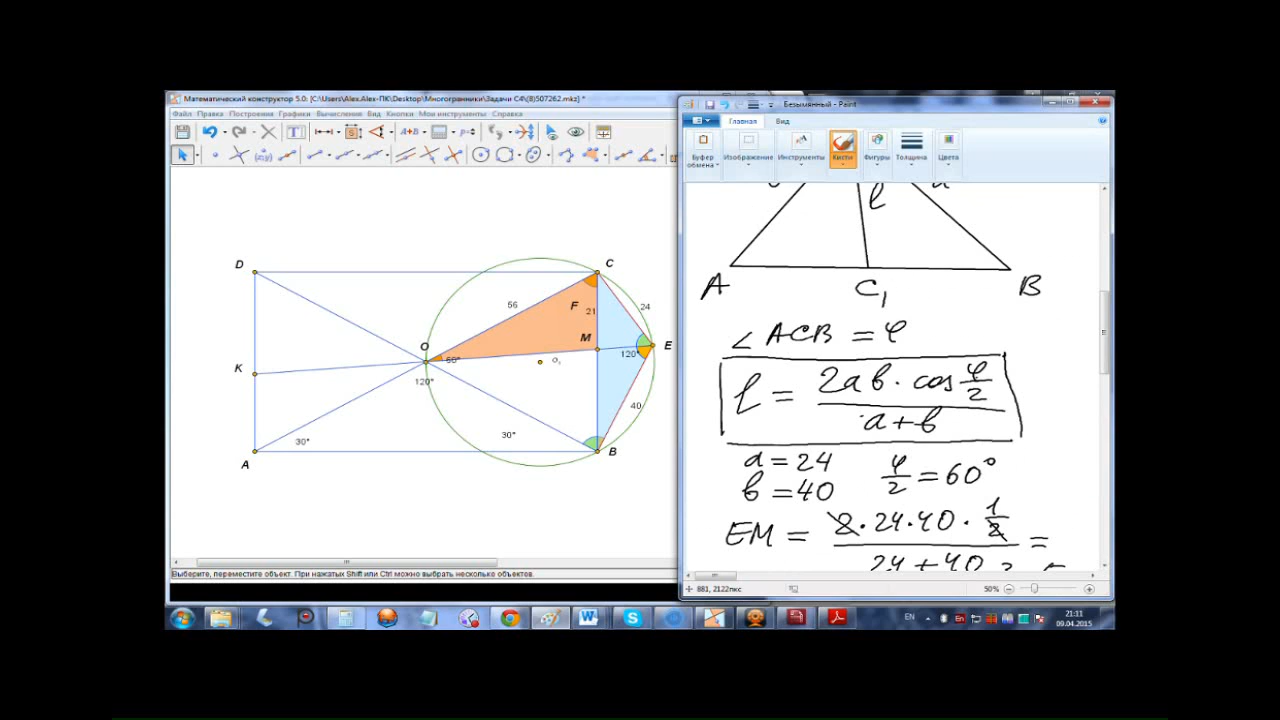 Математический конструктор 5.0: [C:\Users\Alex.Alex-ПК\Desktop\Многогранники\Задачи С4\(8)507262.mkz] *
Файл Правка Построения Графики Вычисления Вид Кнопки Мои инструменты Справка
D
C
56
F
21
24
O
60°
M
E
120°
O₁
K
120°
40
30°
30°
A
B
Выберите, переместите объект. При нажатых Shift или Ctrl можно выбрать несколько объектов.
Безымянный - Paint
Главная Вид
Буфер обмена
Изображение
Инструменты
Кисти
Фигуры
Толщина
Цвета
l
A
C₁
B
∠ACB = φ
l = 2ab·cos φ/2 / a+b
a = 24
b = 40
φ/2 = 60°
EM = 2·24·40·1/2 / 24+40 =
881, 2122пкс
50%
EN
21:11
09.04.2015